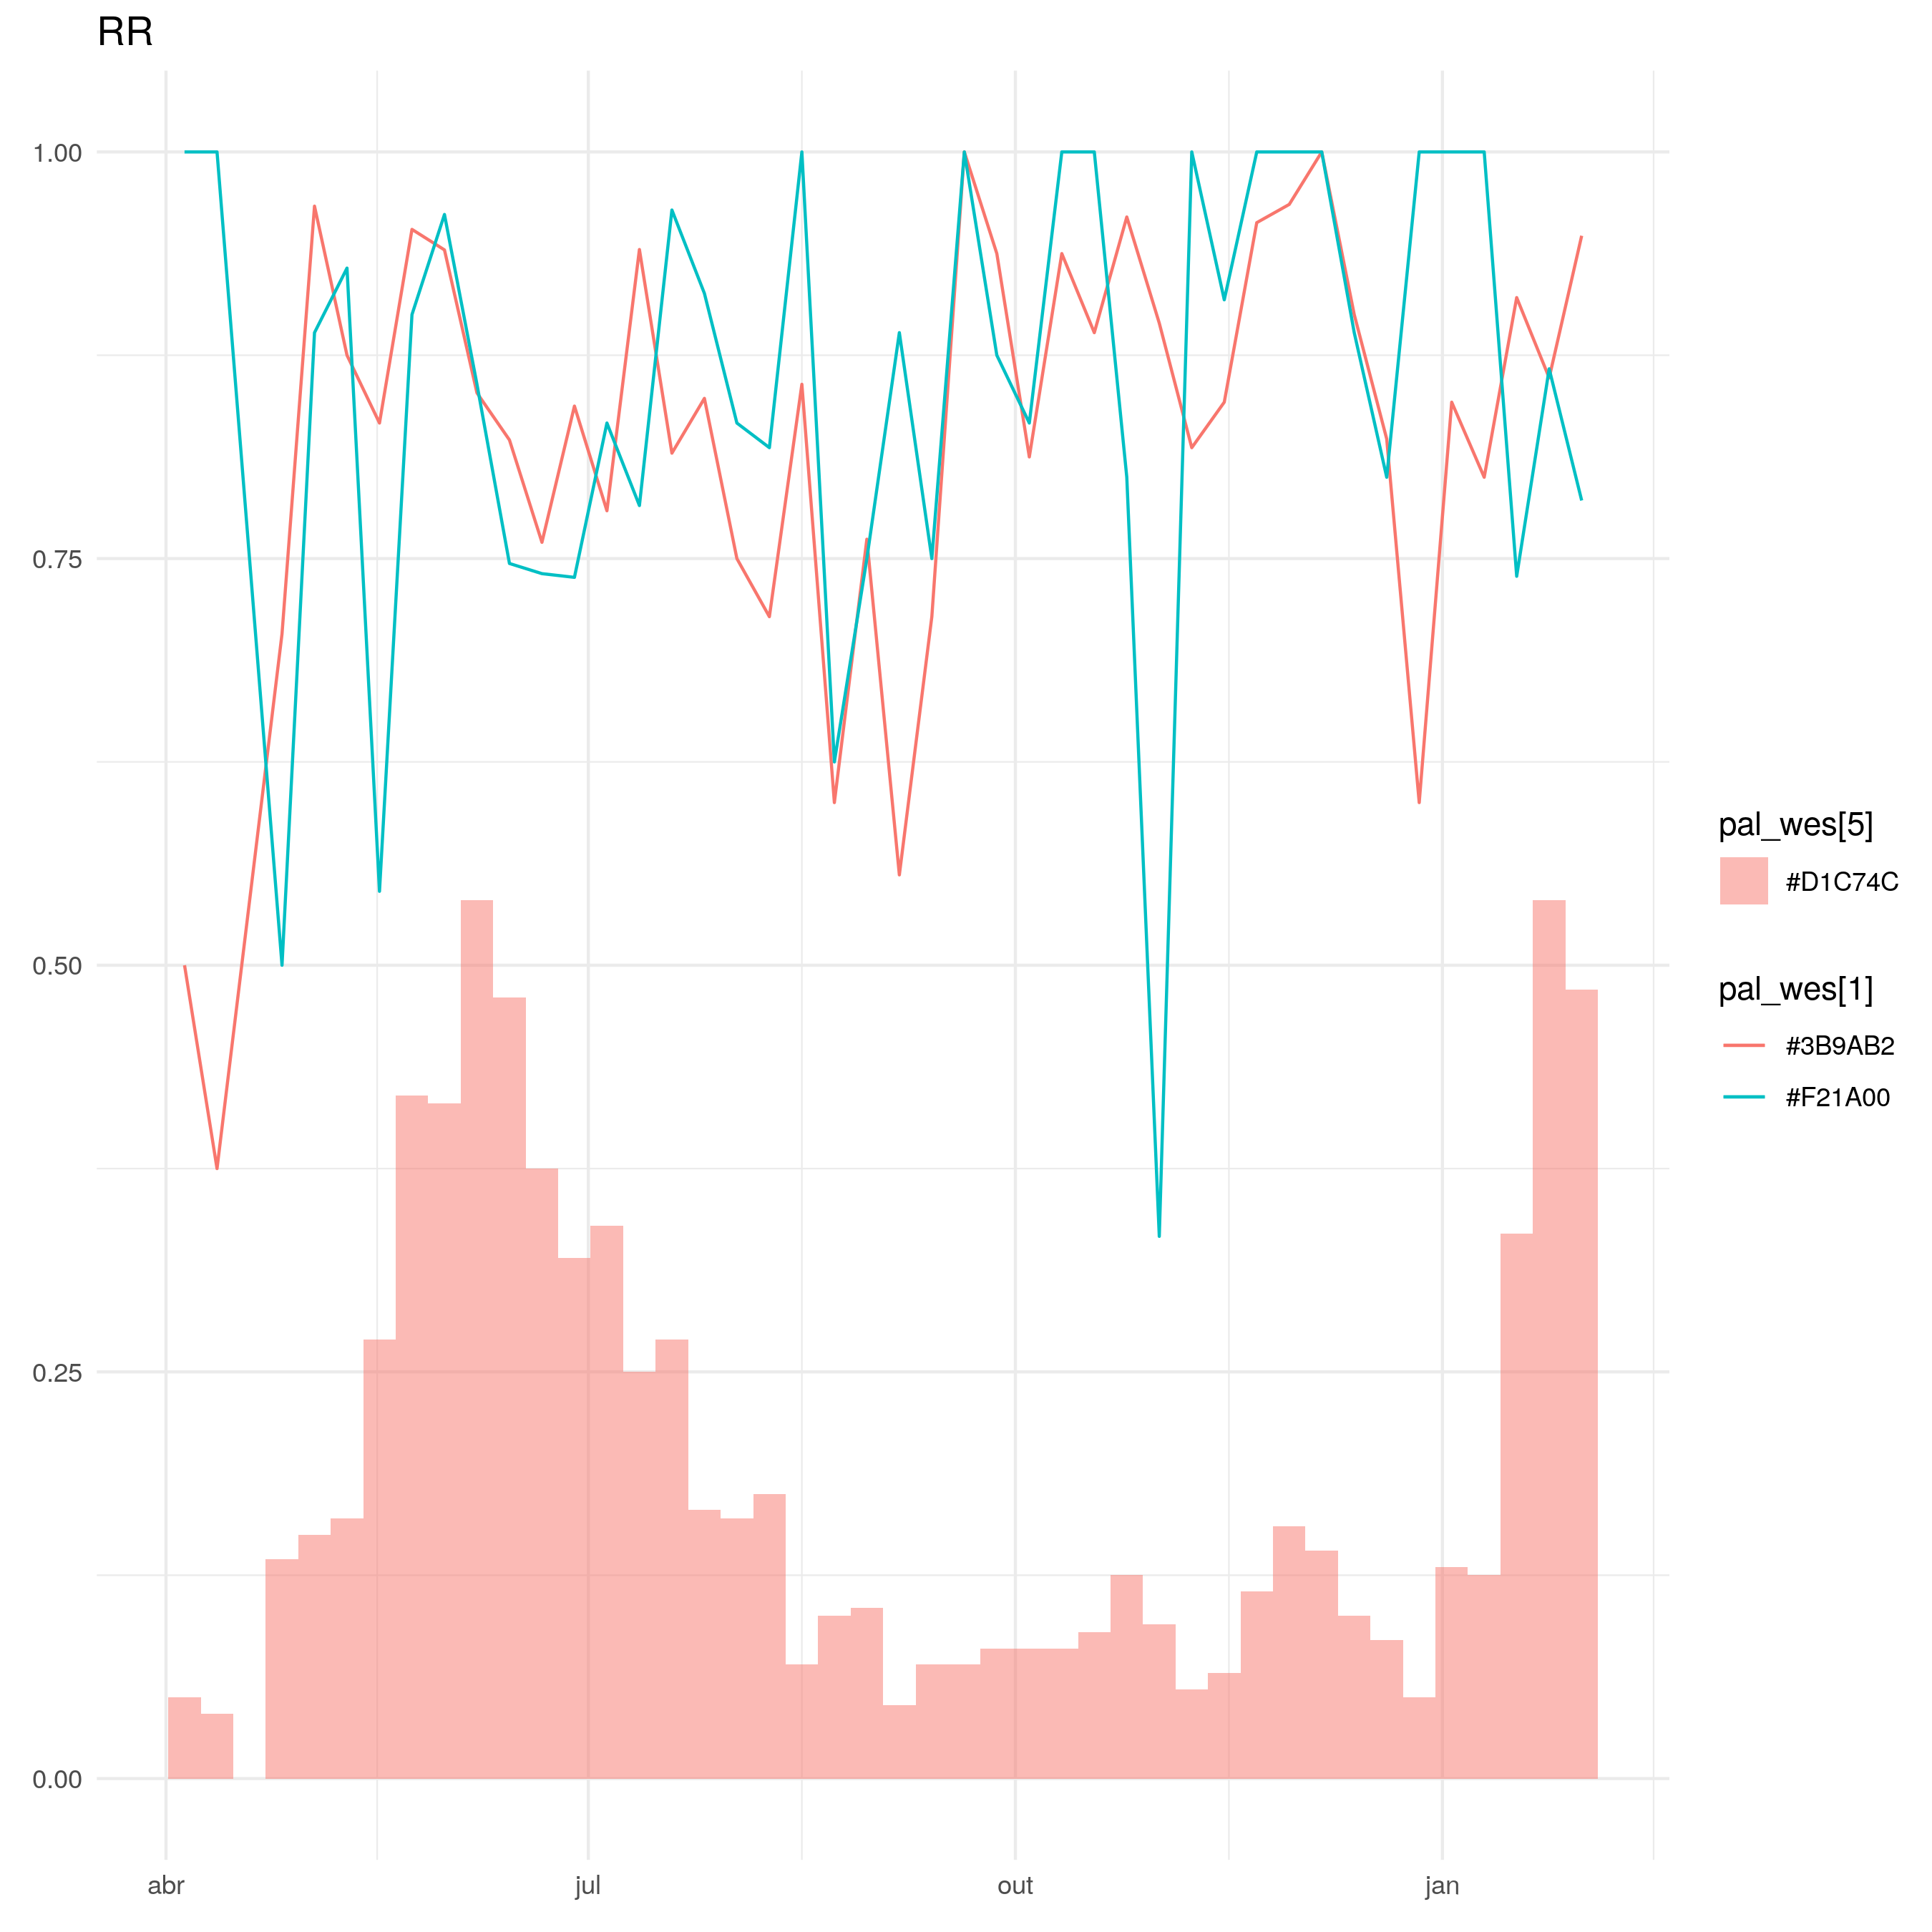 RR
1.00
0.75
0.50
0.25
0.00
abr
jul
out
jan
pal_wes[5]
#D1C74C
pal_wes[1]
#3B9AB2
#F21A00